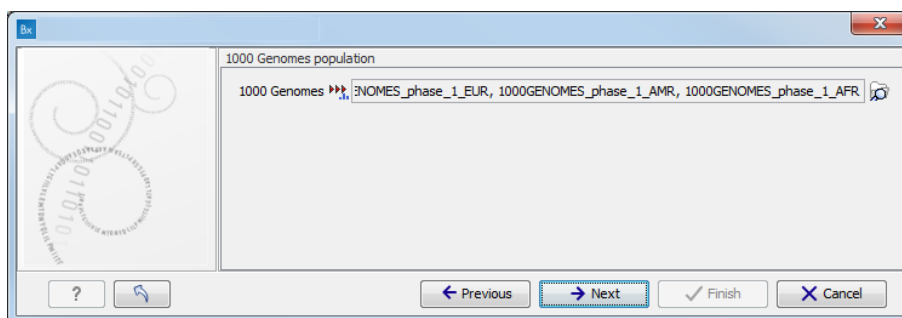 Bx
1000 Genomes population
1000 Genomes ENOMES_phase_1_EUR, 1000GENOMES_phase_1_AMR, 1000GENOMES_phase_1_AFR
? Previous Next Finish Cancel